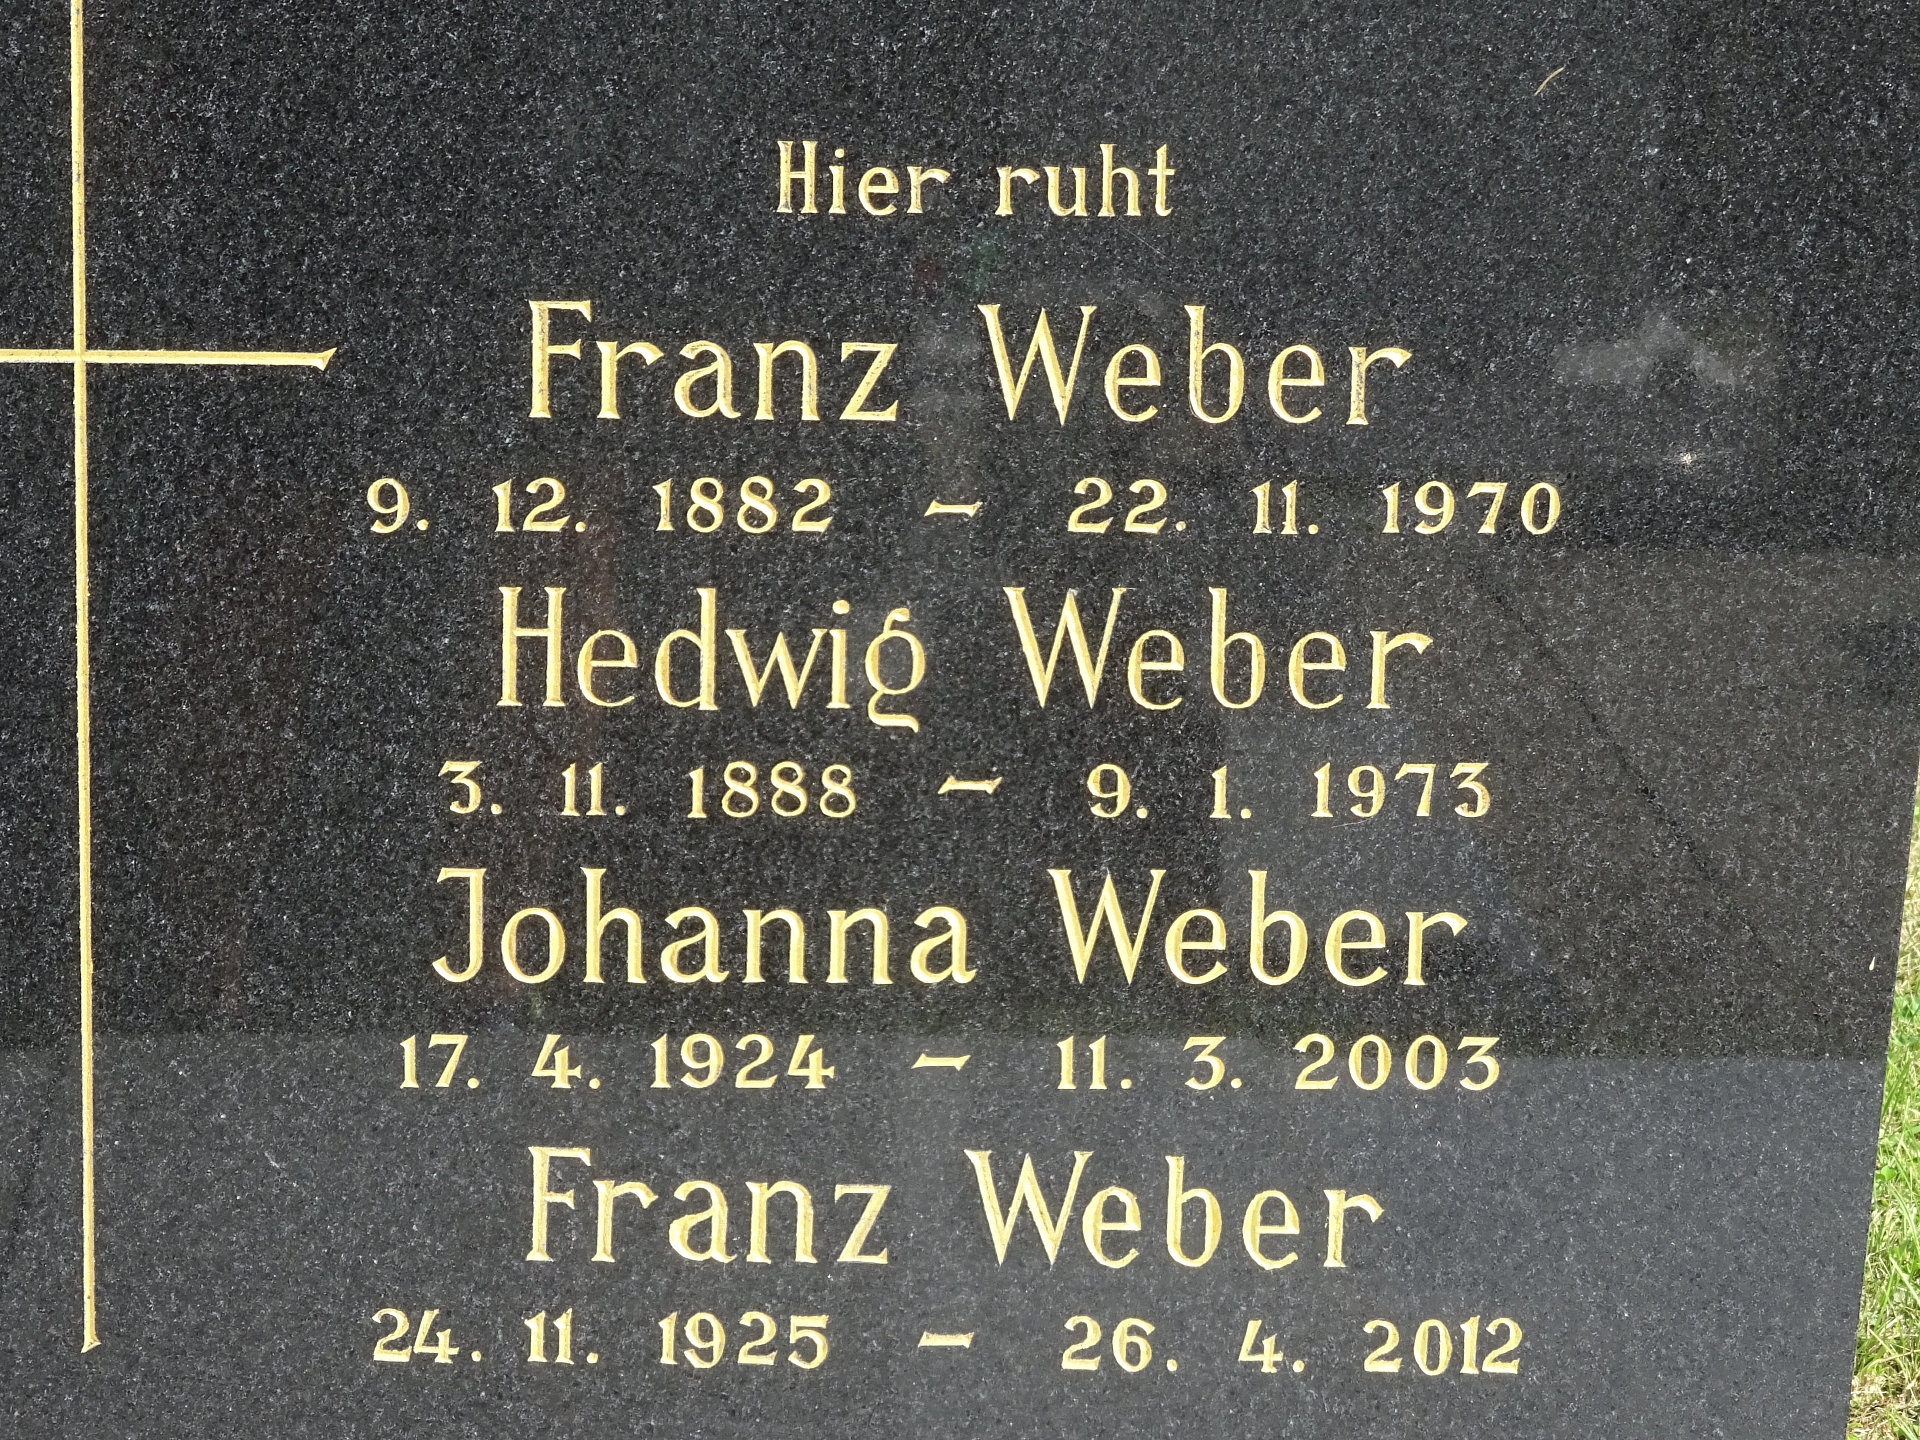 Hier ruht
Franz Weber
9. 12. 1882 – 22. 11. 1970
Hedwig Weber
3. 11. 1888 – 9. 1. 1973
Johanna Weber
17. 4. 1924 – 11. 3. 2003
Franz Weber
24. 11. 1925 – 26. 4. 2012